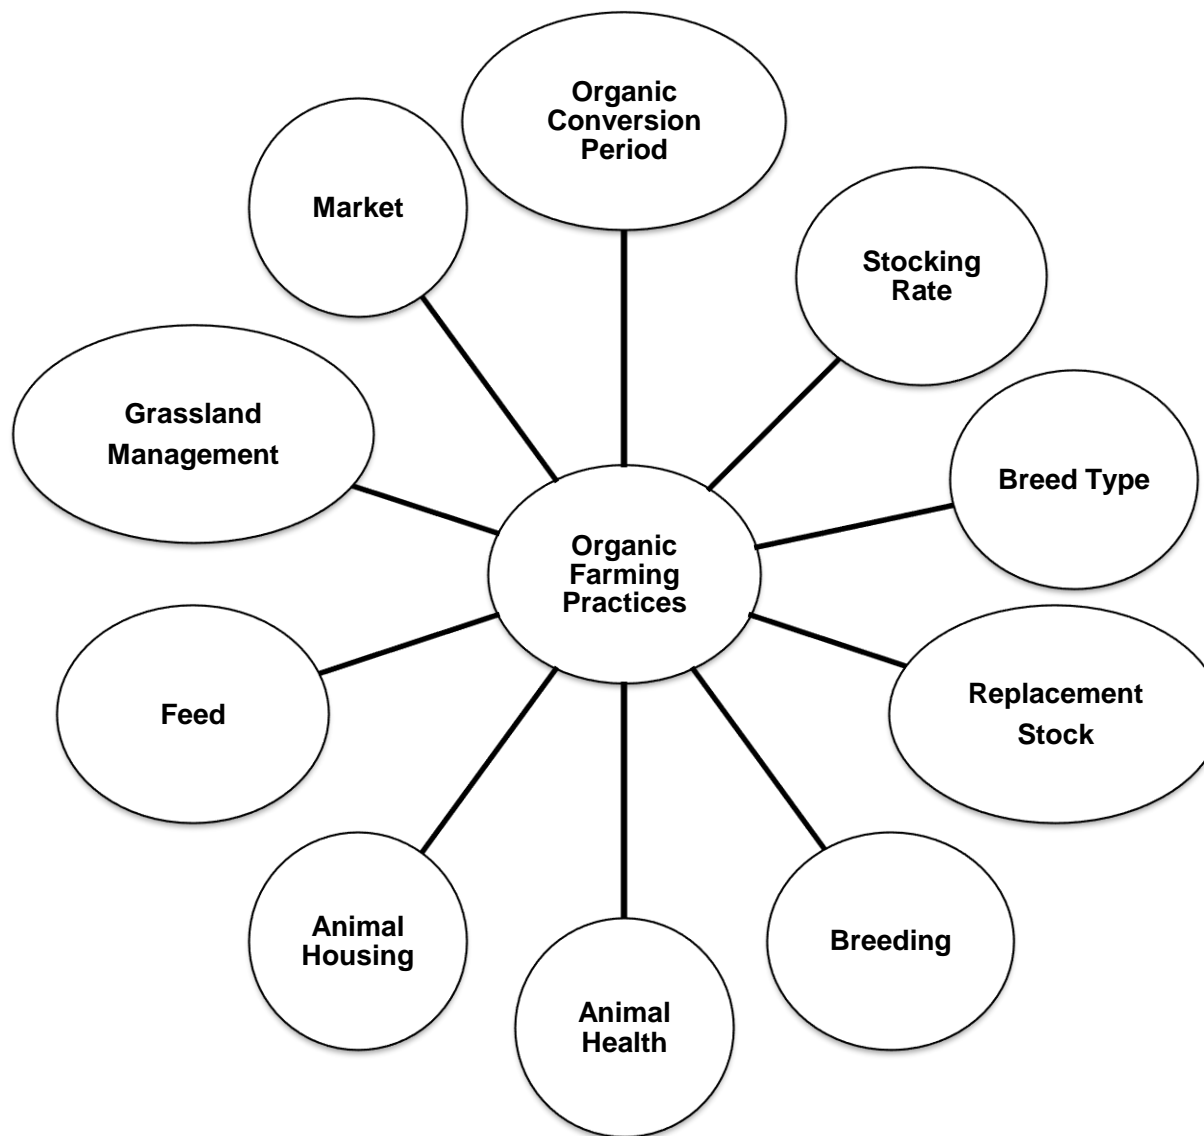 Organic
Conversion
Period
Market
Stocking
Rate
Grassland
Management
Breed Type
Organic
Farming
Practices
Feed
Replacement
Stock
Animal
Housing
Breeding
Animal
Health